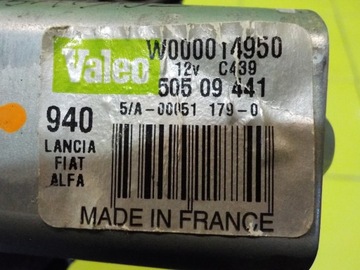 Valeo
W000014950
12v C439
505 09 441
5/A-00051 179-0
940
LANCIA
FIAT
ALFA
MADE IN FRANCE